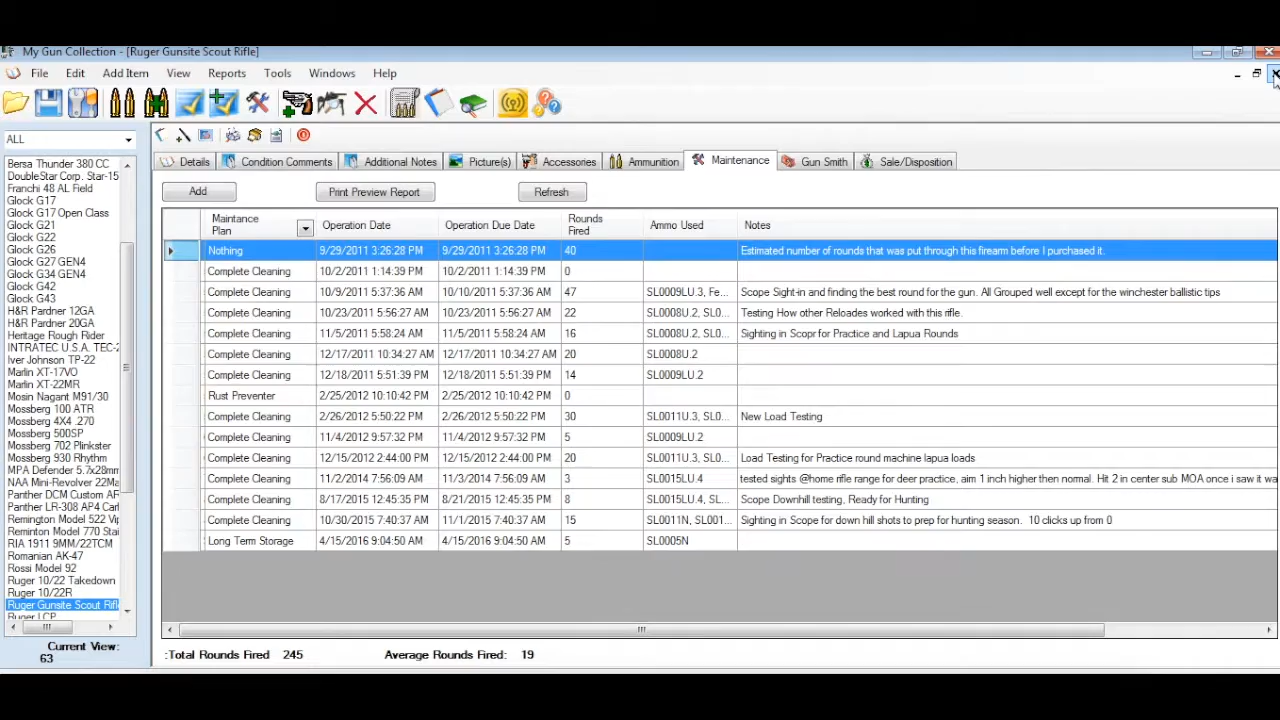 My Gun Collection - [Ruger Gunsite Scout Rifle]
File Edit Add Item View Reports Tools Windows Help
ALL
Bersa Thunder 380 CC
DoubleStar Corp. Star-15
Franchi 48 AL Field
Glock G17
Glock G17 Open Class
Glock G21
Glock G22
Glock G26
Glock G27 GEN4
Glock G34 GEN4
Glock G42
Glock G43
H&R Pardner 12GA
H&R Pardner 20GA
Heritage Rough Rider
INTRATEC U.S.A. TEC-2
Iver Johnson TP-22
Marlin XT-17VO
Marlin XT-22MR
Mosin Nagant M91/30
Mossberg 100 ATR
Mossberg 4X4 .270
Mossberg 500SP
Mossberg 702 Plinkster
Mossberg 930 Rhythm
MPA Defender 5.7x28mm
NAA Mini-Revolver 22Ma
Panther DCM Custom AR
Panther LR-308 AP4 Carl
Remington Model 522 Vip
Remington Model 770 Stai
RIA 1911 9MM/22TCM
Romanian AK-47
Rossi Model 92
Ruger 10/22 Takedown
Ruger 10/22R
Ruger Gunsite Scout Rifle
Ruger LCP
Current View:
63
Details Condition Comments Additional Notes Picture(s) Accessories Ammunition Maintenance Gun Smith Sale/Disposition
Add Print Preview Report Refresh
Maintance Plan Operation Date Operation Due Date Rounds Fired Ammo Used Notes
Nothing 9/29/2011 3:26:28 PM 9/29/2011 3:26:28 PM 40 Estimated number of rounds that was put through this firearm before I purchased it.
Complete Cleaning 10/2/2011 1:14:39 PM 10/2/2011 1:14:39 PM 0
Complete Cleaning 10/9/2011 5:37:36 AM 10/10/2011 5:37:36 AM 47 SL0009LU.3, Fe... Scope Sight-in and finding the best round for the gun. All Grouped well except for the winchester ballistic tips
Complete Cleaning 10/23/2011 5:56:27 AM 10/23/2011 5:56:27 AM 22 SL0008U.2, SL0... Testing How other Reloades worked with this rifle.
Complete Cleaning 11/5/2011 5:58:24 AM 11/5/2011 5:58:24 AM 16 SL0008U.2, SL0... Sighting in Scopr for Practice and Lapua Rounds
Complete Cleaning 12/17/2011 10:34:27 AM 12/17/2011 10:34:27 AM 20 SL0008U.2
Complete Cleaning 12/18/2011 5:51:39 PM 12/18/2011 5:51:39 PM 14 SL0009LU.2
Rust Preventer 2/25/2012 10:10:42 PM 2/25/2012 10:10:42 PM 0
Complete Cleaning 2/26/2012 5:50:22 PM 2/26/2012 5:50:22 PM 30 SL0011U.3, SL0... New Load Testing
Complete Cleaning 11/4/2012 9:57:32 PM 11/4/2012 9:57:32 PM 5 SL0009LU.2
Complete Cleaning 12/15/2012 2:44:00 PM 12/15/2012 2:44:00 PM 20 SL0011U.3, SL0... Load Testing for Practice round machine lapua loads
Complete Cleaning 11/2/2014 7:56:09 AM 11/3/2014 7:56:09 AM 3 SL0015LU.4 tested sights @home rifle range for deer practice, aim 1 inch higher then normal. Hit 2 in center sub MOA once i saw it wa
Complete Cleaning 8/17/2015 12:45:35 PM 8/21/2015 12:45:35 PM 8 SL0015LU.4, SL... Scope Downhill testing, Ready for Hunting
Complete Cleaning 10/30/2015 7:40:37 AM 11/1/2015 7:40:37 AM 15 SL0011N, SL001... Sighting in Scope for down hill shots to prep for hunting season. 10 clicks up from 0
Long Term Storage 4/15/2016 9:04:50 AM 4/15/2016 9:04:50 AM 5 SL0005N
:Total Rounds Fired 245 Average Rounds Fired: 19